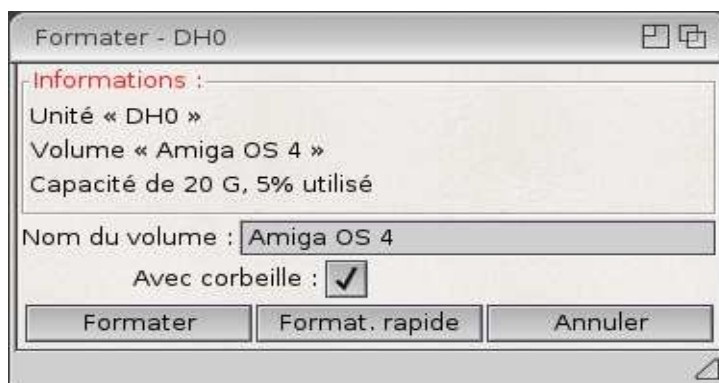 Formater - DH0
Informations :
Unité « DH0 »
Volume « Amiga OS 4 »
Capacité de 20 G, 5% utilisé
Nom du volume : Amiga OS 4
Avec corbeille :
Formater Format. rapide Annuler